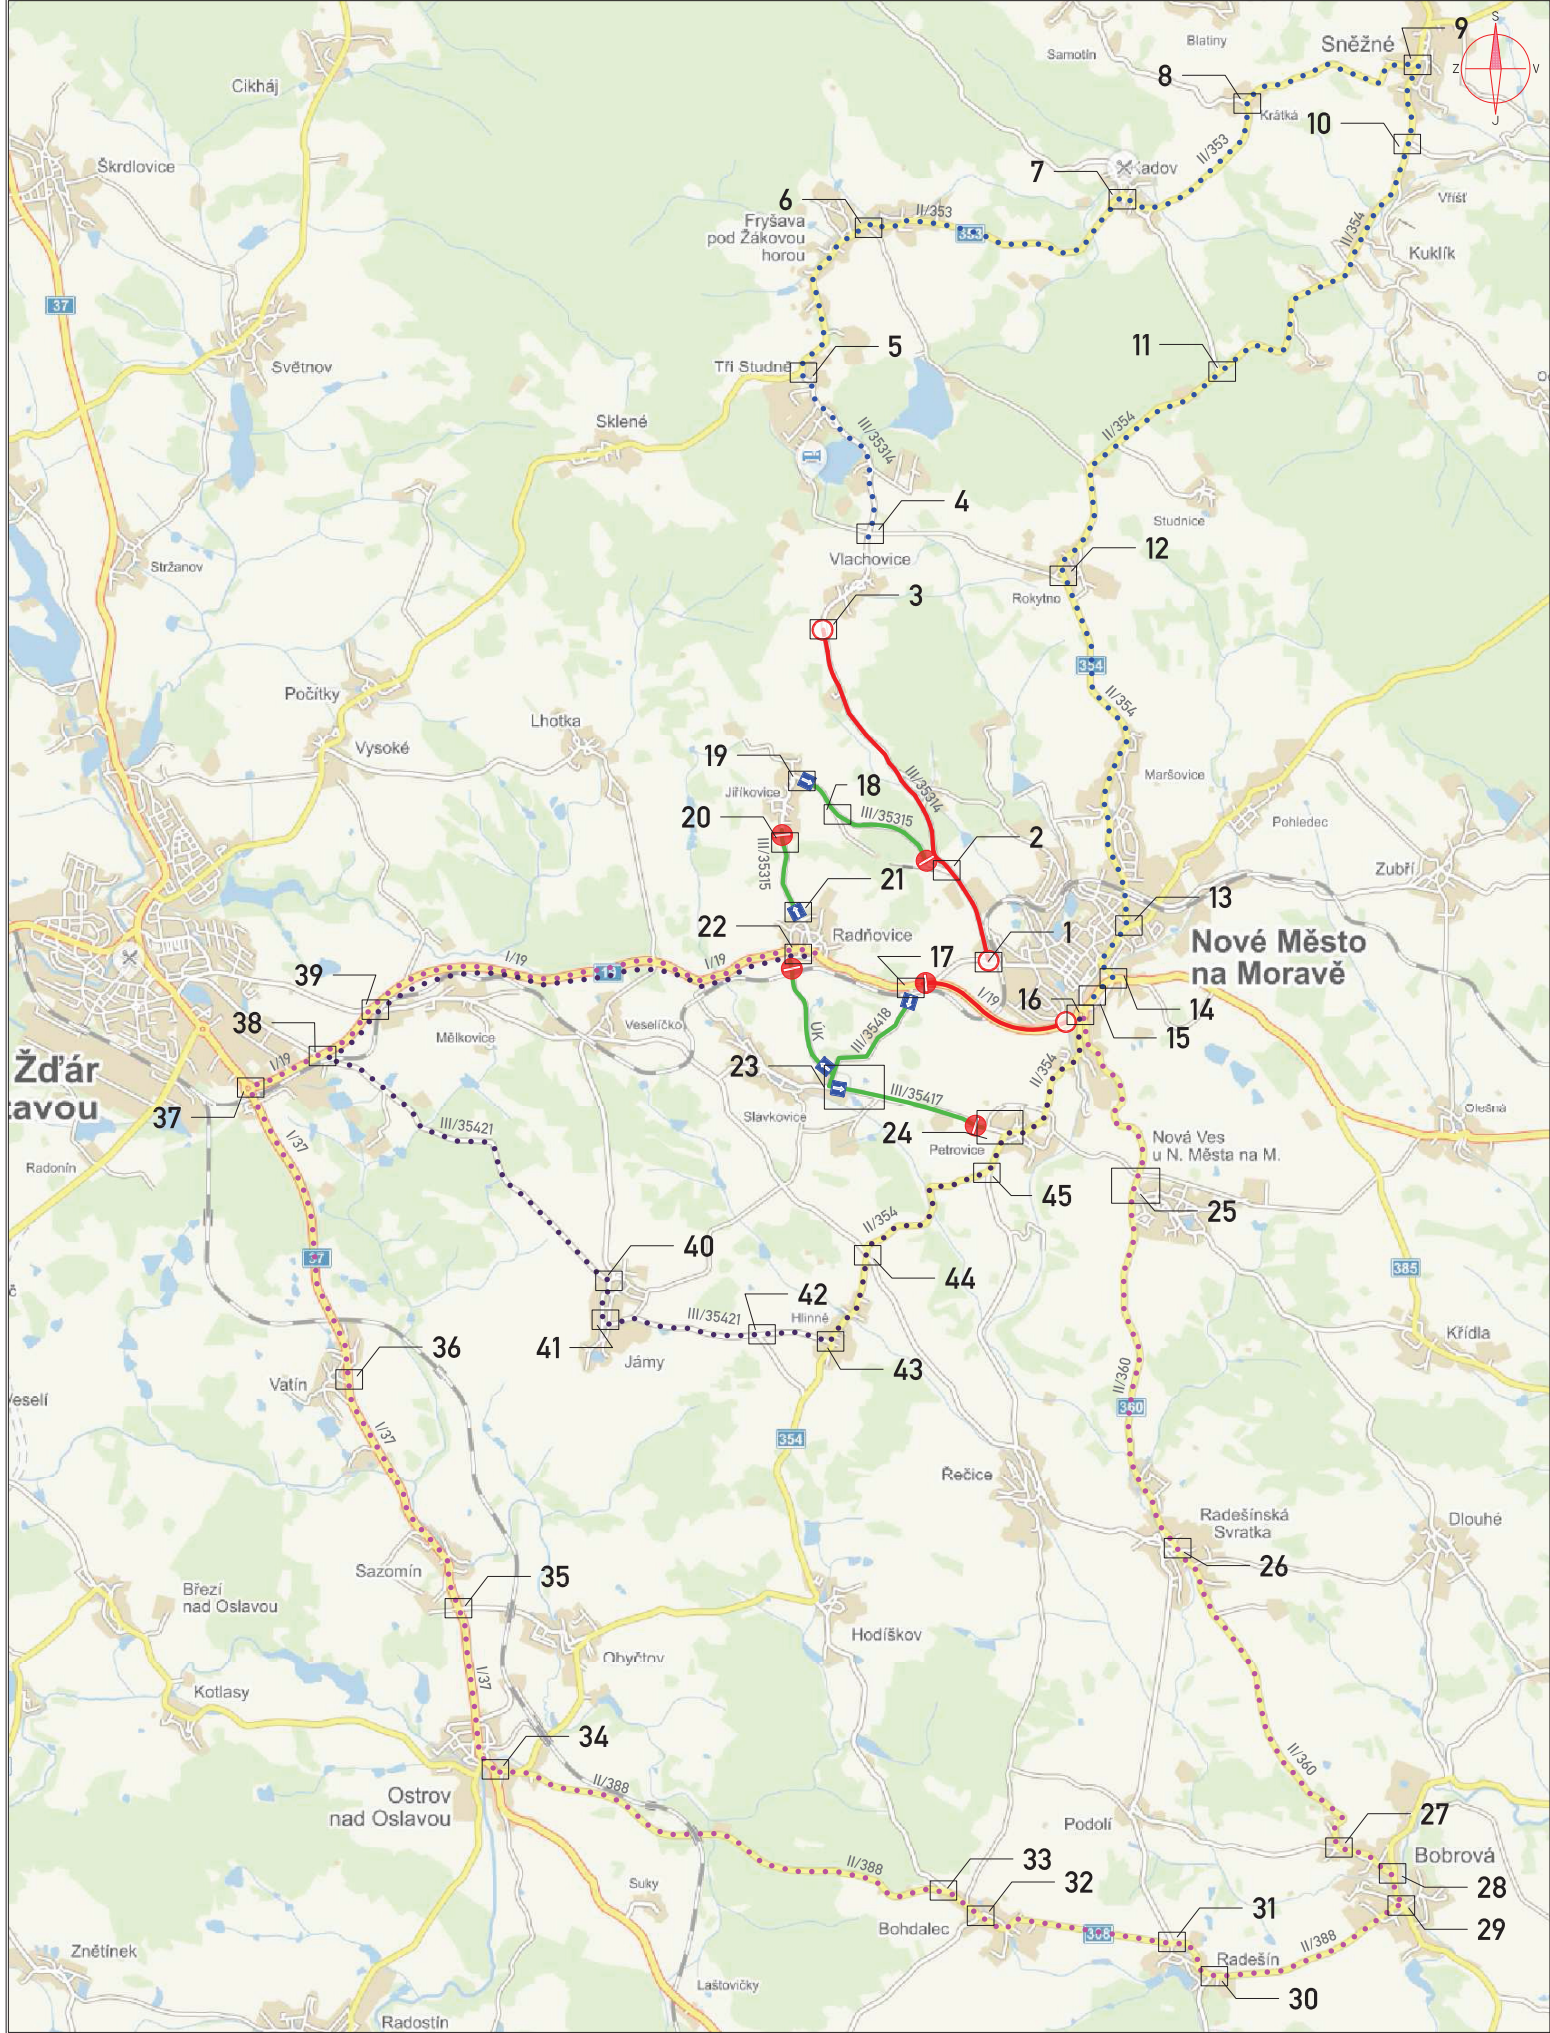 S
Z
V
J
9
Sněžné
Blatiny
Samotín
8
Cikháj
Krátká
10
II/353
7
Škrdlovice
Kadov
6
Vříšť
II/353
Fryšava
pod Žákovou
horou
353
II/354
Kuklík
37
11
5
Světnov
Tři Studně
Sklené
III/35314
II/354
4
Studnice
12
Vlachovice
Stržanov
3
Rokytno
354
Počítky
II/354
Lhotka
Vysoké
19
Maršovice
III/35314
18
Jiříkovice
20
III/35315
Pohledec
2
III/35315
Zubří
21
13
22
Radňovice
1
Nové Město
na Moravě
17
39
I/19
19
I/19
I/19
16
14
38
Veselíčko
ÚK
III/35418
15
Mělkovice
I/19
Žďár
23
II/354
37
III/35417
Slavkovice
Olešná
III/35421
24
Petrovice
Nová Ves
u N. Města na M.
I/37
Radonín
45
25
II/354
40
37
44
385
42
III/35421
Hlinné
Křídla
36
41
43
Jámy
Vatín
II/360
360
I/37
354
Řečice
Radešínská
Svratka
Dlouhé
Sazomín
35
26
Březí
nad Oslavou
Hodíškov
Obyčtov
I/37
Kotlasy
34
II/360
II/388
Ostrov
nad Oslavou
27
Podolí
Bobrová
33
II/388
Suky
32
28
Bohdalec
31
29
388
II/388
Znětínek
Radešín
Laštovičky
30
Radostín